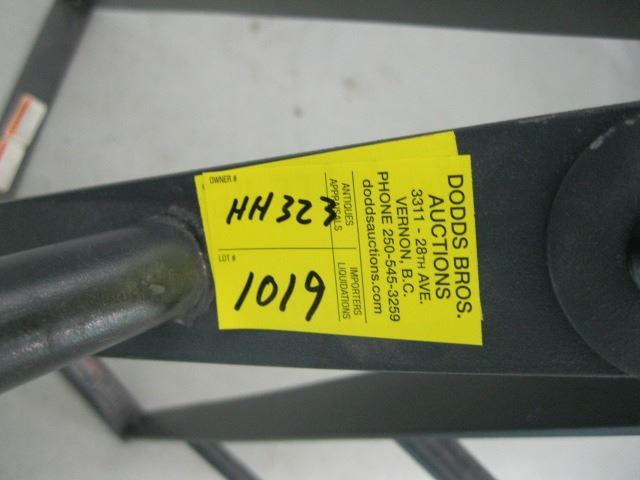 OWNER #
HH323
LOT #
1019
ANTIQUES
APPRAISALS
IMPORTERS
LIQUIDATIONS
DODDS BROS.
AUCTIONS
3311 - 28TH AVE.
VERNON, B.C.
PHONE 250-545-3259
doddsauctions.com